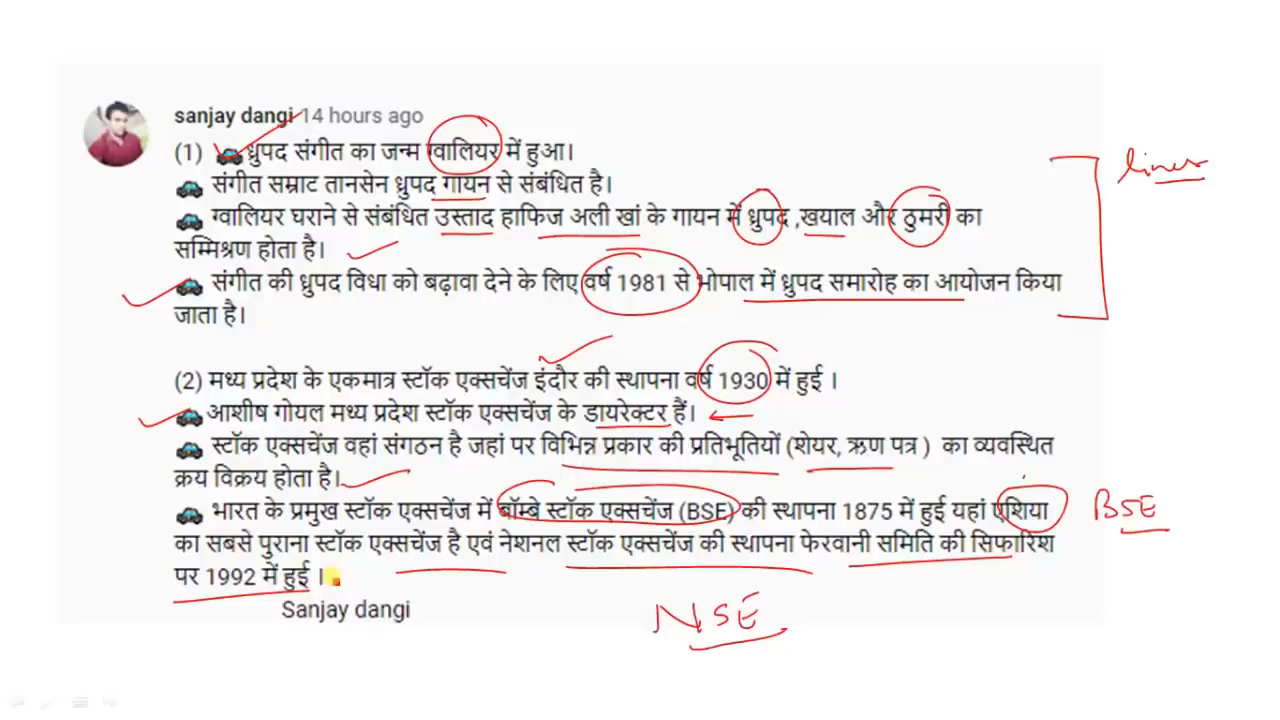 sanjay dangi 14 hours ago
(1) 🚗 ध्रुपद संगीत का जन्म ग्वालियर में हुआ।
🚗 संगीत सम्राट तानसेन ध्रुपद गायन से संबंधित है।
🚗 ग्वालियर घराने से संबंधित उस्ताद हाफिज अली खां के गायन में ध्रुपद ,खयाल और ठुमरी का
सम्मिश्रण होता है।
🚗 संगीत की ध्रुपद विधा को बढ़ावा देने के लिए वर्ष 1981 से भोपाल में ध्रुपद समारोह का आयोजन किया
जाता है।
lines
(2) मध्य प्रदेश के एकमात्र स्टॉक एक्सचेंज इंदौर की स्थापना वर्ष 1930 में हुई ।
🚗 आशीष गोयल मध्य प्रदेश स्टॉक एक्सचेंज के डायरेक्टर हैं।
🚗 स्टॉक एक्सचेंज वहां संगठन है जहां पर विभिन्न प्रकार की प्रतिभूतियों (शेयर, ऋण पत्र ) का व्यवस्थित
क्रय विक्रय होता है।
🚗 भारत के प्रमुख स्टॉक एक्सचेंज में बॉम्बे स्टॉक एक्सचेंज (BSE) की स्थापना 1875 में हुई यहां एशिया
का सबसे पुराना स्टॉक एक्सचेंज है एवं नेशनल स्टॉक एक्सचेंज की स्थापना फेरवानी समिति की सिफारिश
पर 1992 में हुई ।
BSE
Sanjay dangi
NSE